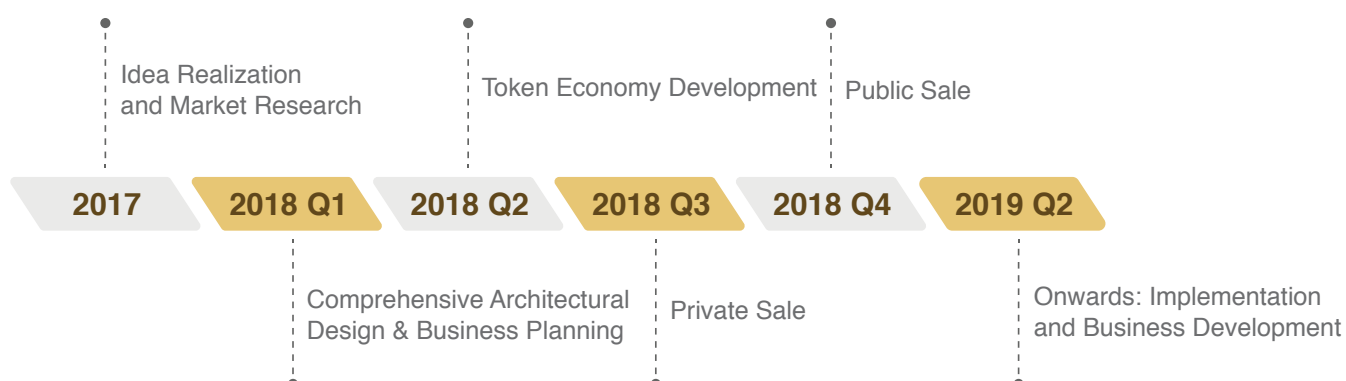 Idea Realization
and Market Research
Token Economy Development
Public Sale
2017
2018 Q1
2018 Q2
2018 Q3
2018 Q4
2019 Q2
Comprehensive Architectural
Design & Business Planning
Private Sale
Onwards: Implementation
and Business Development